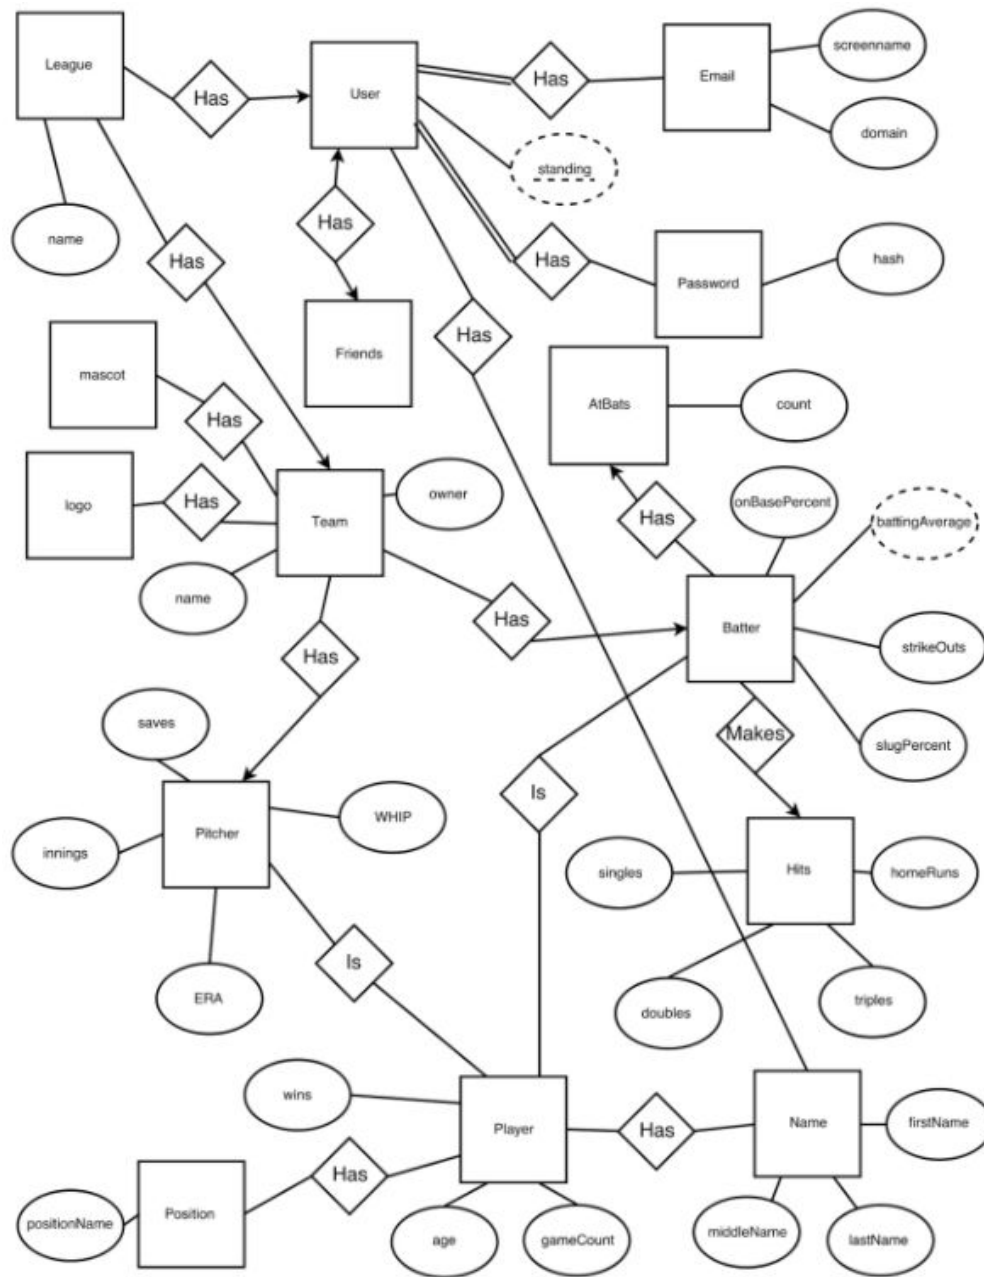 League
Has
User
Has
Email
screenname
domain
standing
name
Has
Has
Has
Password
hash
Has
Friends
mascot
Has
AtBats
count
logo
Has
Team
owner
name
Has
onBasePercent
battingAverage
Has
Batter
strikeOuts
slugPercent
Has
Makes
saves
Is
Pitcher
WHIP
innings
singles
Hits
homeRuns
Is
ERA
doubles
triples
wins
Player
Has
Name
firstName
Has
Position
positionName
age
gameCount
middleName
lastName